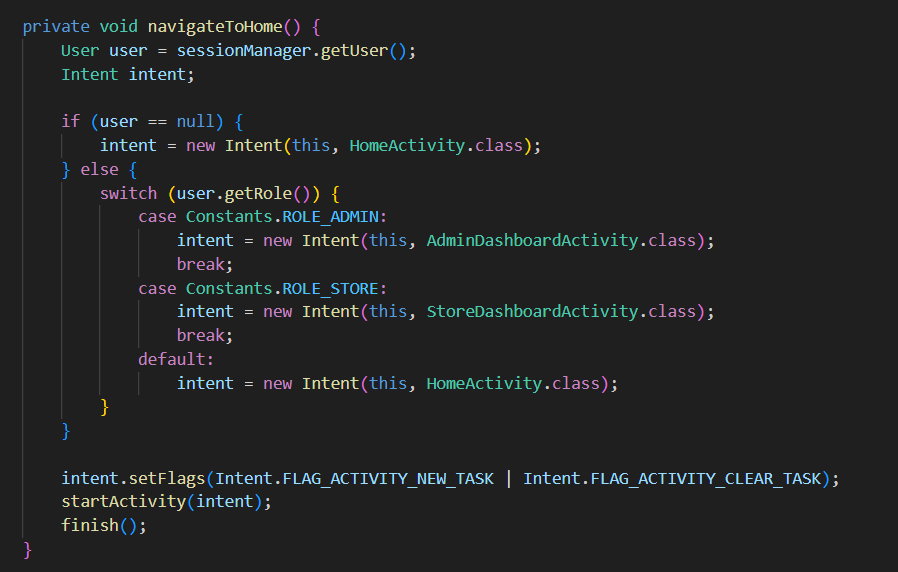 private void navigateToHome() {
    User user = sessionManager.getUser();
    Intent intent;

    if (user == null) {
        intent = new Intent(this, HomeActivity.class);
    } else {
        switch (user.getRole()) {
            case Constants.ROLE_ADMIN:
                intent = new Intent(this, AdminDashboardActivity.class);
                break;
            case Constants.ROLE_STORE:
                intent = new Intent(this, StoreDashboardActivity.class);
                break;
            default:
                intent = new Intent(this, HomeActivity.class);
        }
    }

    intent.setFlags(Intent.FLAG_ACTIVITY_NEW_TASK | Intent.FLAG_ACTIVITY_CLEAR_TASK);
    startActivity(intent);
    finish();
}